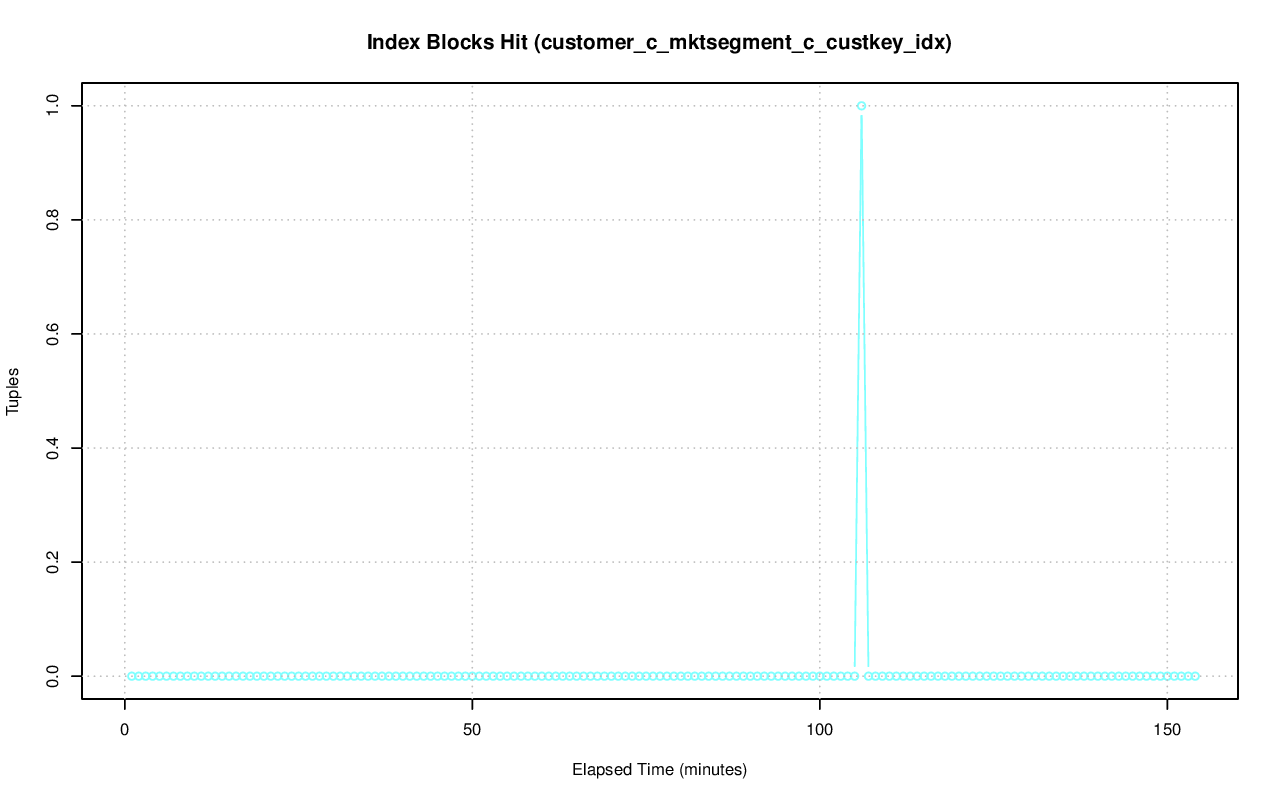 Index Blocks Hit (customer_c_mktsegment_c_custkey_idx)
1.0
0.8
0.6
0.4
0.2
0.0
Tuples
0 50 100 150
Elapsed Time (minutes)